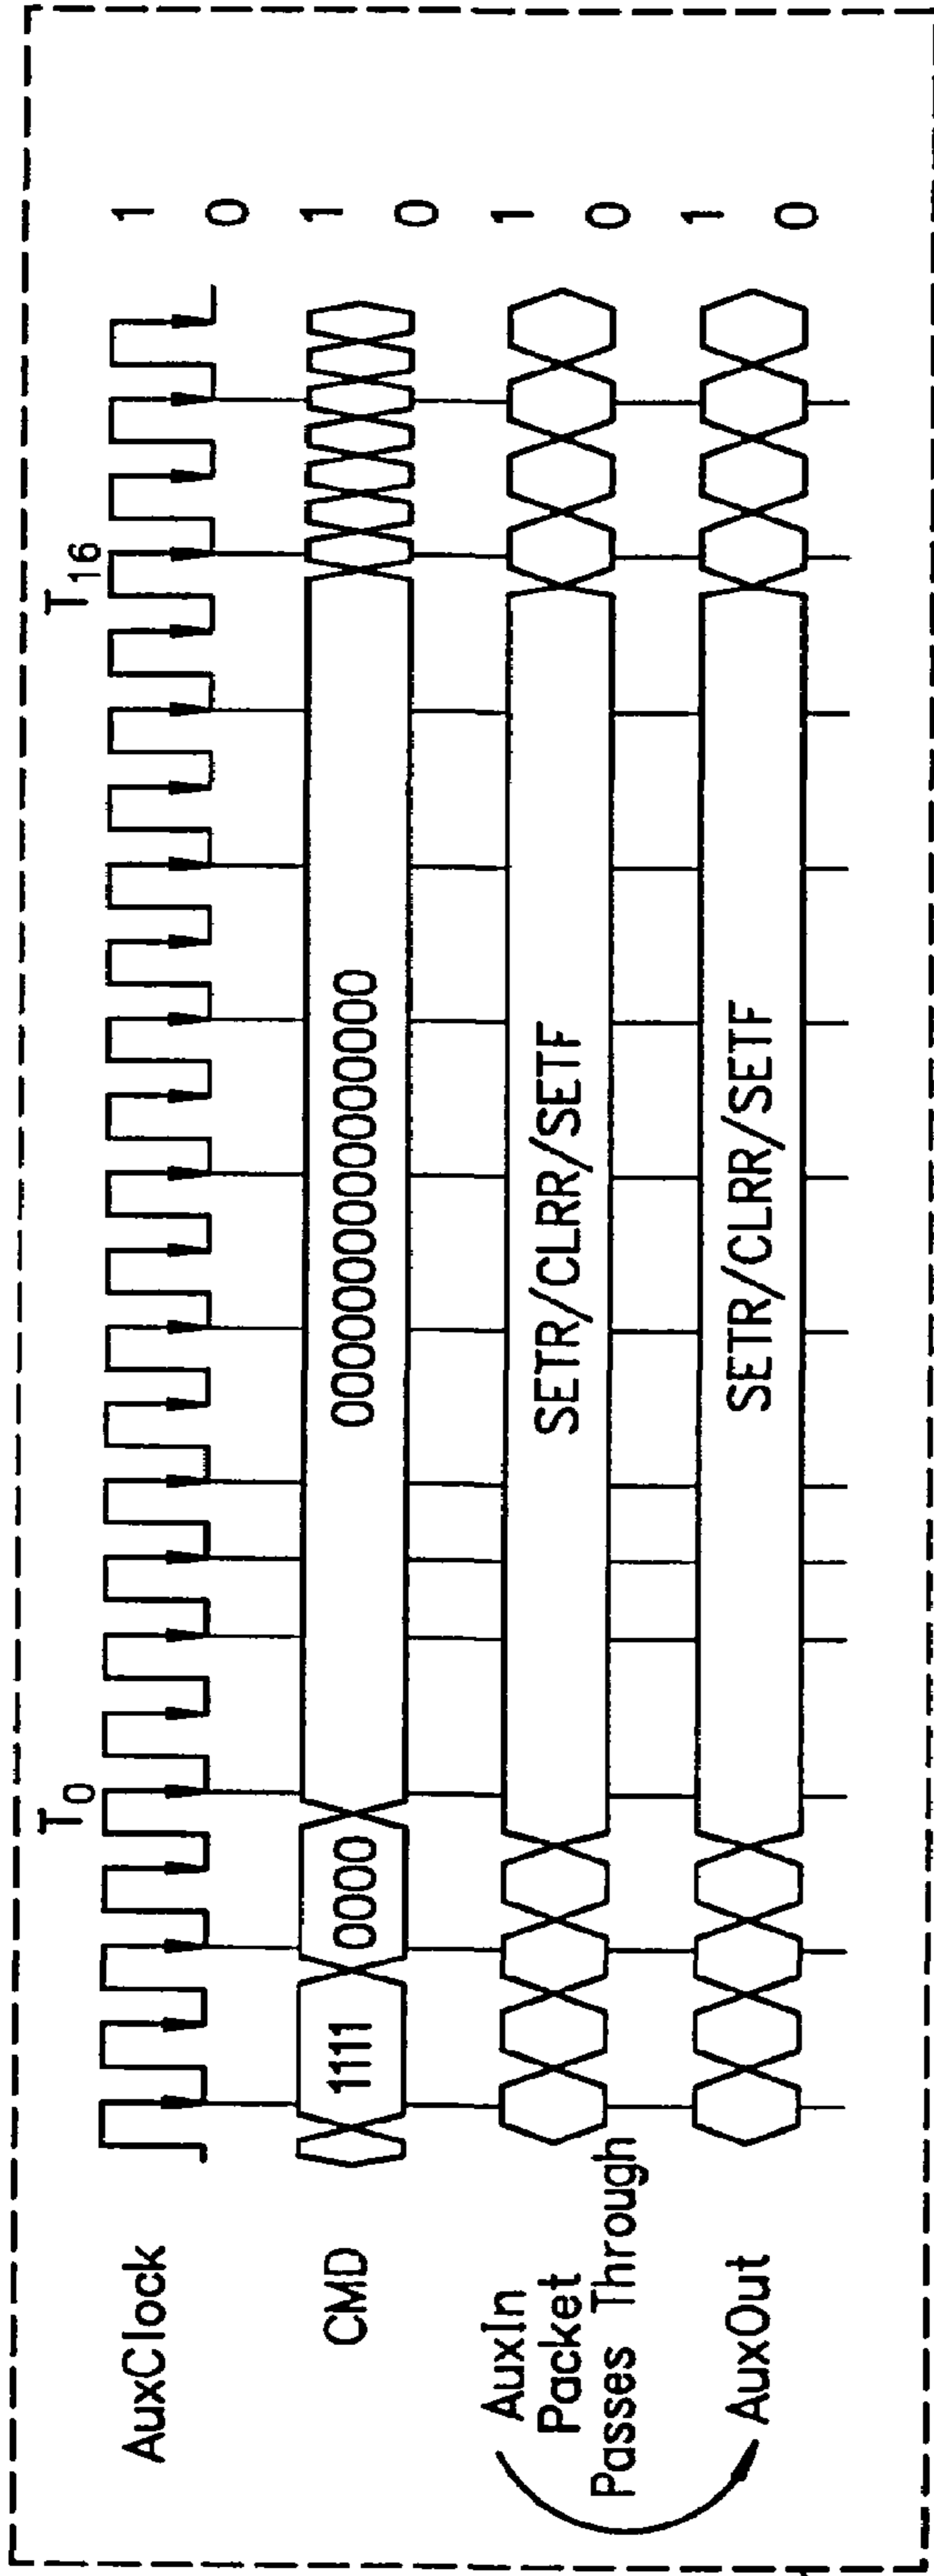 T0 T16
AuxClock 1
0
CMD 1111 0000 0000000000000000 1
0
AuxIn SETR/CLRR/SETF 1
Packet 0
Passes Through
AuxOut SETR/CLRR/SETF 1
0